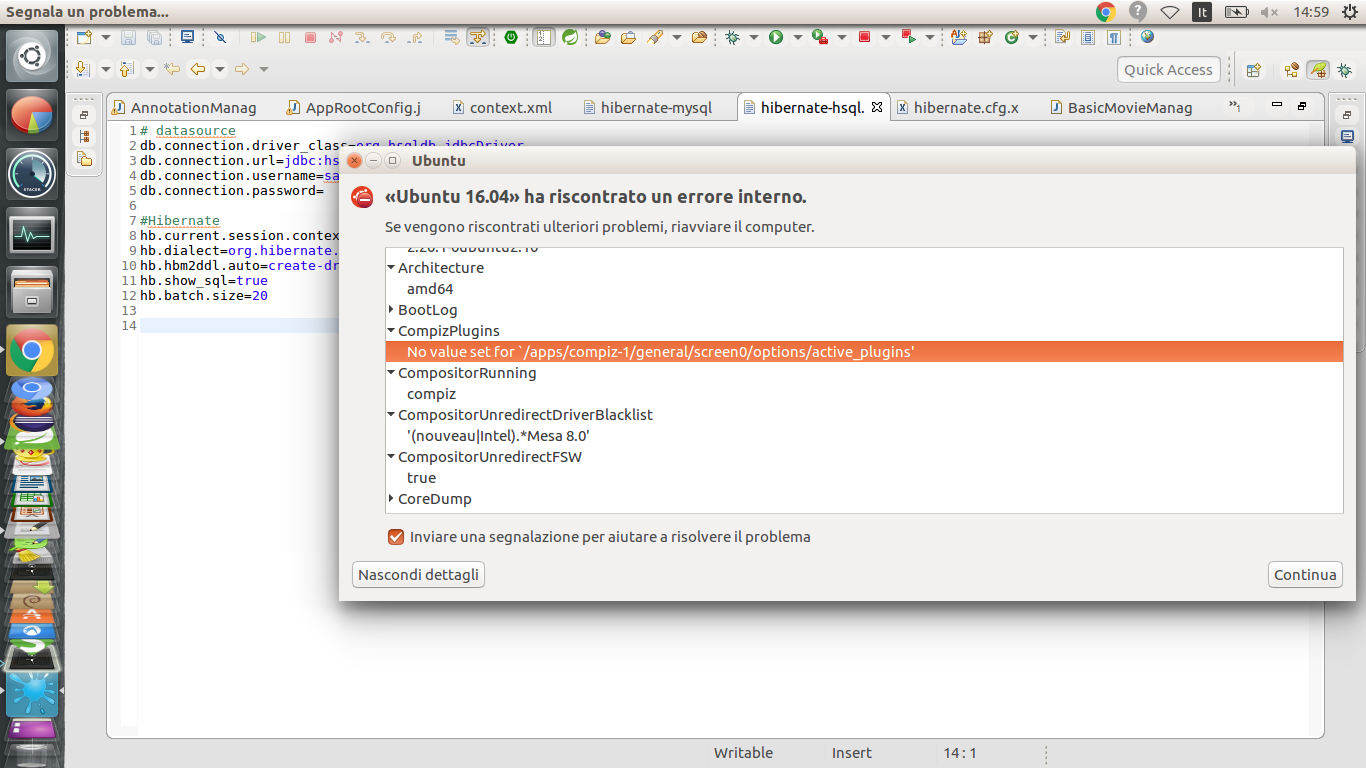 Segnala un problema...
It
14:59
Quick Access
AnnotationManag
AppRootConfig.j
context.xml
hibernate-mysql
hibernate-hsql.
hibernate.cfg.x
BasicMovieManag
»1
1 # datasource
2 db.connection.driver_class=org.hsqldb.jdbcDriver
3 db.connection.url=jdbc:hs
4 db.connection.username=sa
5 db.connection.password=
6
7 #Hibernate
8 hb.current.session.contex
9 hb.dialect=org.hibernate.
10 hb.hbm2ddl.auto=create-dr
11 hb.show_sql=true
12 hb.batch.size=20
13
14
Ubuntu
«Ubuntu 16.04» ha riscontrato un errore interno.
Se vengono riscontrati ulteriori problemi, riavviare il computer.
2.20.1-0ubuntu2.10
Architecture
amd64
BootLog
CompizPlugins
No value set for `/apps/compiz-1/general/screen0/options/active_plugins'
CompositorRunning
compiz
CompositorUnredirectDriverBlacklist
'(nouveau|Intel).*Mesa 8.0'
CompositorUnredirectFSW
true
CoreDump
Inviare una segnalazione per aiutare a risolvere il problema
Nascondi dettagli
Continua
Writable
Insert
14 : 1